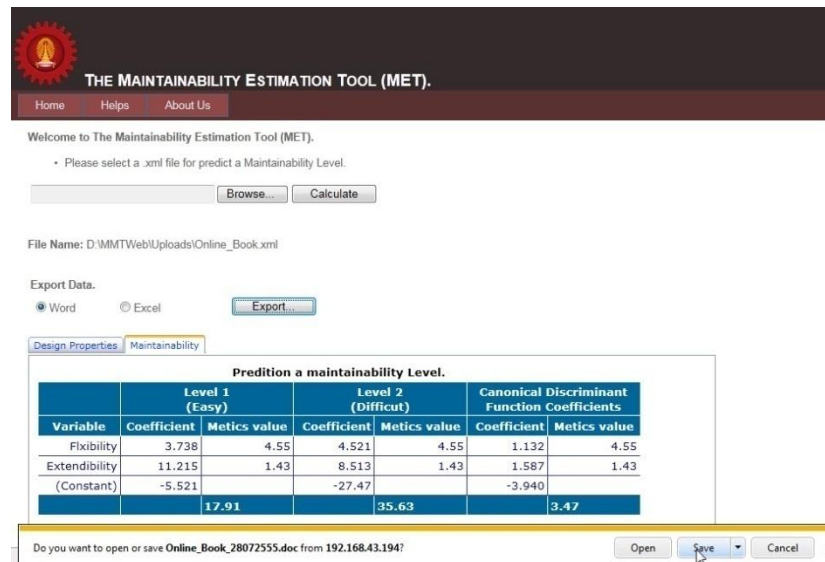 THE MAINTAINABILITY ESTIMATION TOOL (MET).
Home Helps About Us
Welcome to The Maintainability Estimation Tool (MET).
• Please select a .xml file for predict a Maintainability Level.
Browse... Calculate
File Name: D:\MMTWeb\Uploads\Online_Book.xml
Export Data.
Word Excel Export...
Design Properties Maintainability
Predition a maintainability Level.
Level 1 Level 2 Canonical Discriminant
(Easy) (Difficut) Function Coefficients
Variable Coefficient Metics value Coefficient Metics value Coefficient Metics value
Flxibility 3.738 4.55 4.521 4.55 1.132 4.55
Extendibility 11.215 1.43 8.513 1.43 1.587 1.43
(Constant) -5.521 -27.47 -3.940
17.91 35.63 3.47
Do you want to open or save Online_Book_28072555.doc from 192.168.43.194? Open Save Cancel